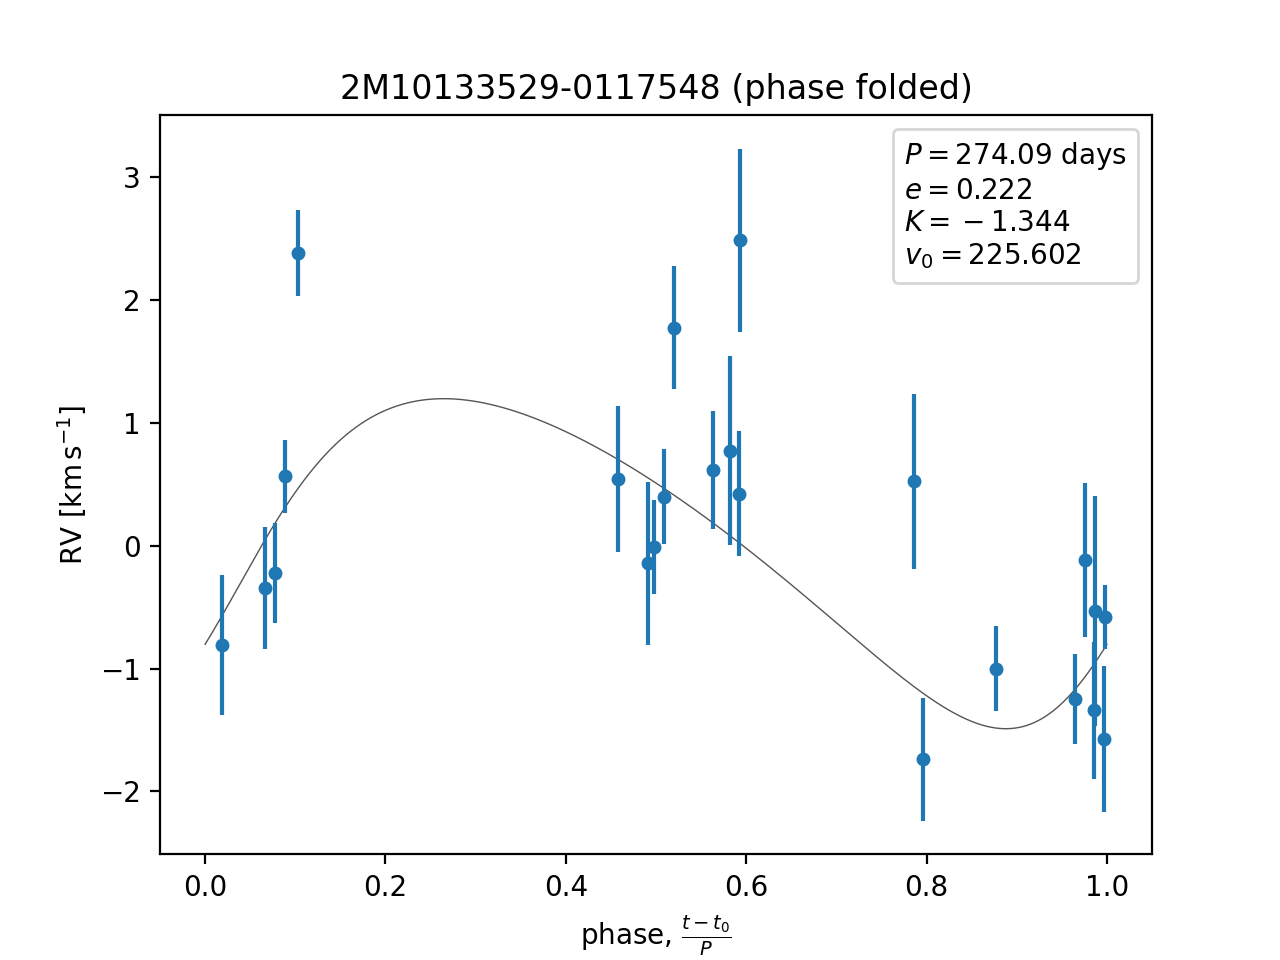 2M10133529-0117548 (phase folded)
P = 274.09 days
e = 0.222
K = −1.344
v₀ = 225.602
3
2
1
0
−1
−2
RV [km s⁻¹]
0.0 0.2 0.4 0.6 0.8 1.0
phase, (t − t₀)/P